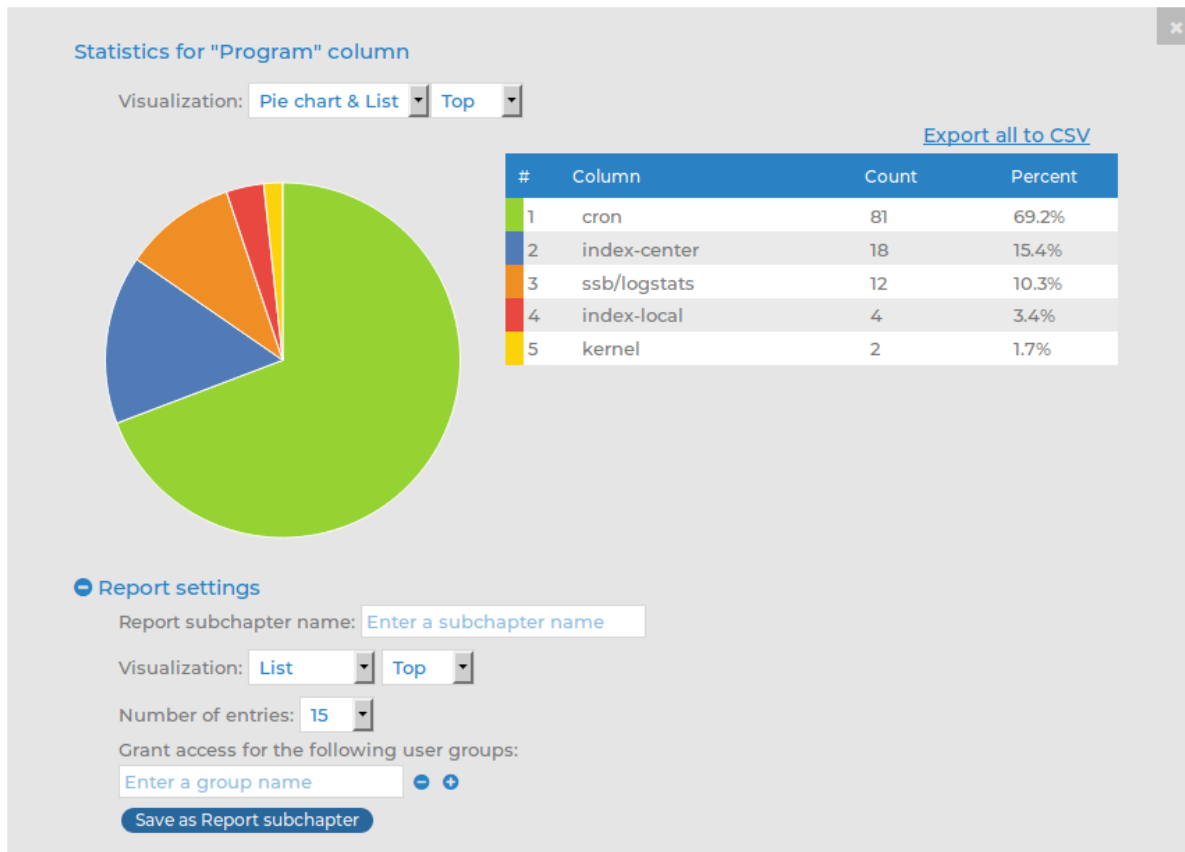 Statistics for "Program" column
Visualization: Pie chart & List Top
Export all to CSV
# Column Count Percent
1 cron 81 69.2%
2 index-center 18 15.4%
3 ssb/logstats 12 10.3%
4 index-local 4 3.4%
5 kernel 2 1.7%
Report settings
Report subchapter name: Enter a subchapter name
Visualization: List Top
Number of entries: 15
Grant access for the following user groups:
Enter a group name
Save as Report subchapter